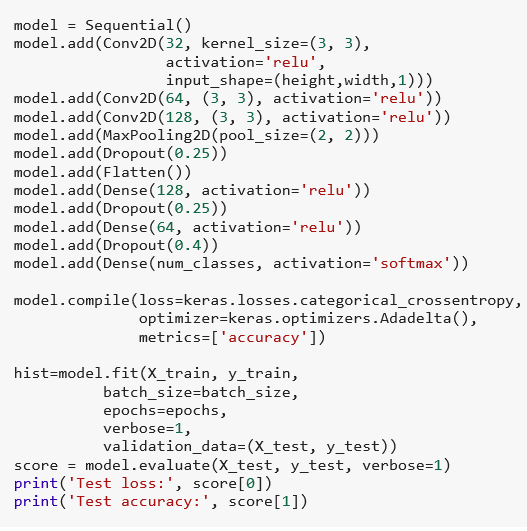 model = Sequential()
model.add(Conv2D(32, kernel_size=(3, 3),
                 activation='relu',
                 input_shape=(height,width,1)))
model.add(Conv2D(64, (3, 3), activation='relu'))
model.add(Conv2D(128, (3, 3), activation='relu'))
model.add(MaxPooling2D(pool_size=(2, 2)))
model.add(Dropout(0.25))
model.add(Flatten())
model.add(Dense(128, activation='relu'))
model.add(Dropout(0.25))
model.add(Dense(64, activation='relu'))
model.add(Dropout(0.4))
model.add(Dense(num_classes, activation='softmax'))

model.compile(loss=keras.losses.categorical_crossentropy,
              optimizer=keras.optimizers.Adadelta(),
              metrics=['accuracy'])

hist=model.fit(X_train, y_train,
          batch_size=batch_size,
          epochs=epochs,
          verbose=1,
          validation_data=(X_test, y_test))
score = model.evaluate(X_test, y_test, verbose=1)
print('Test loss:', score[0])
print('Test accuracy:', score[1])